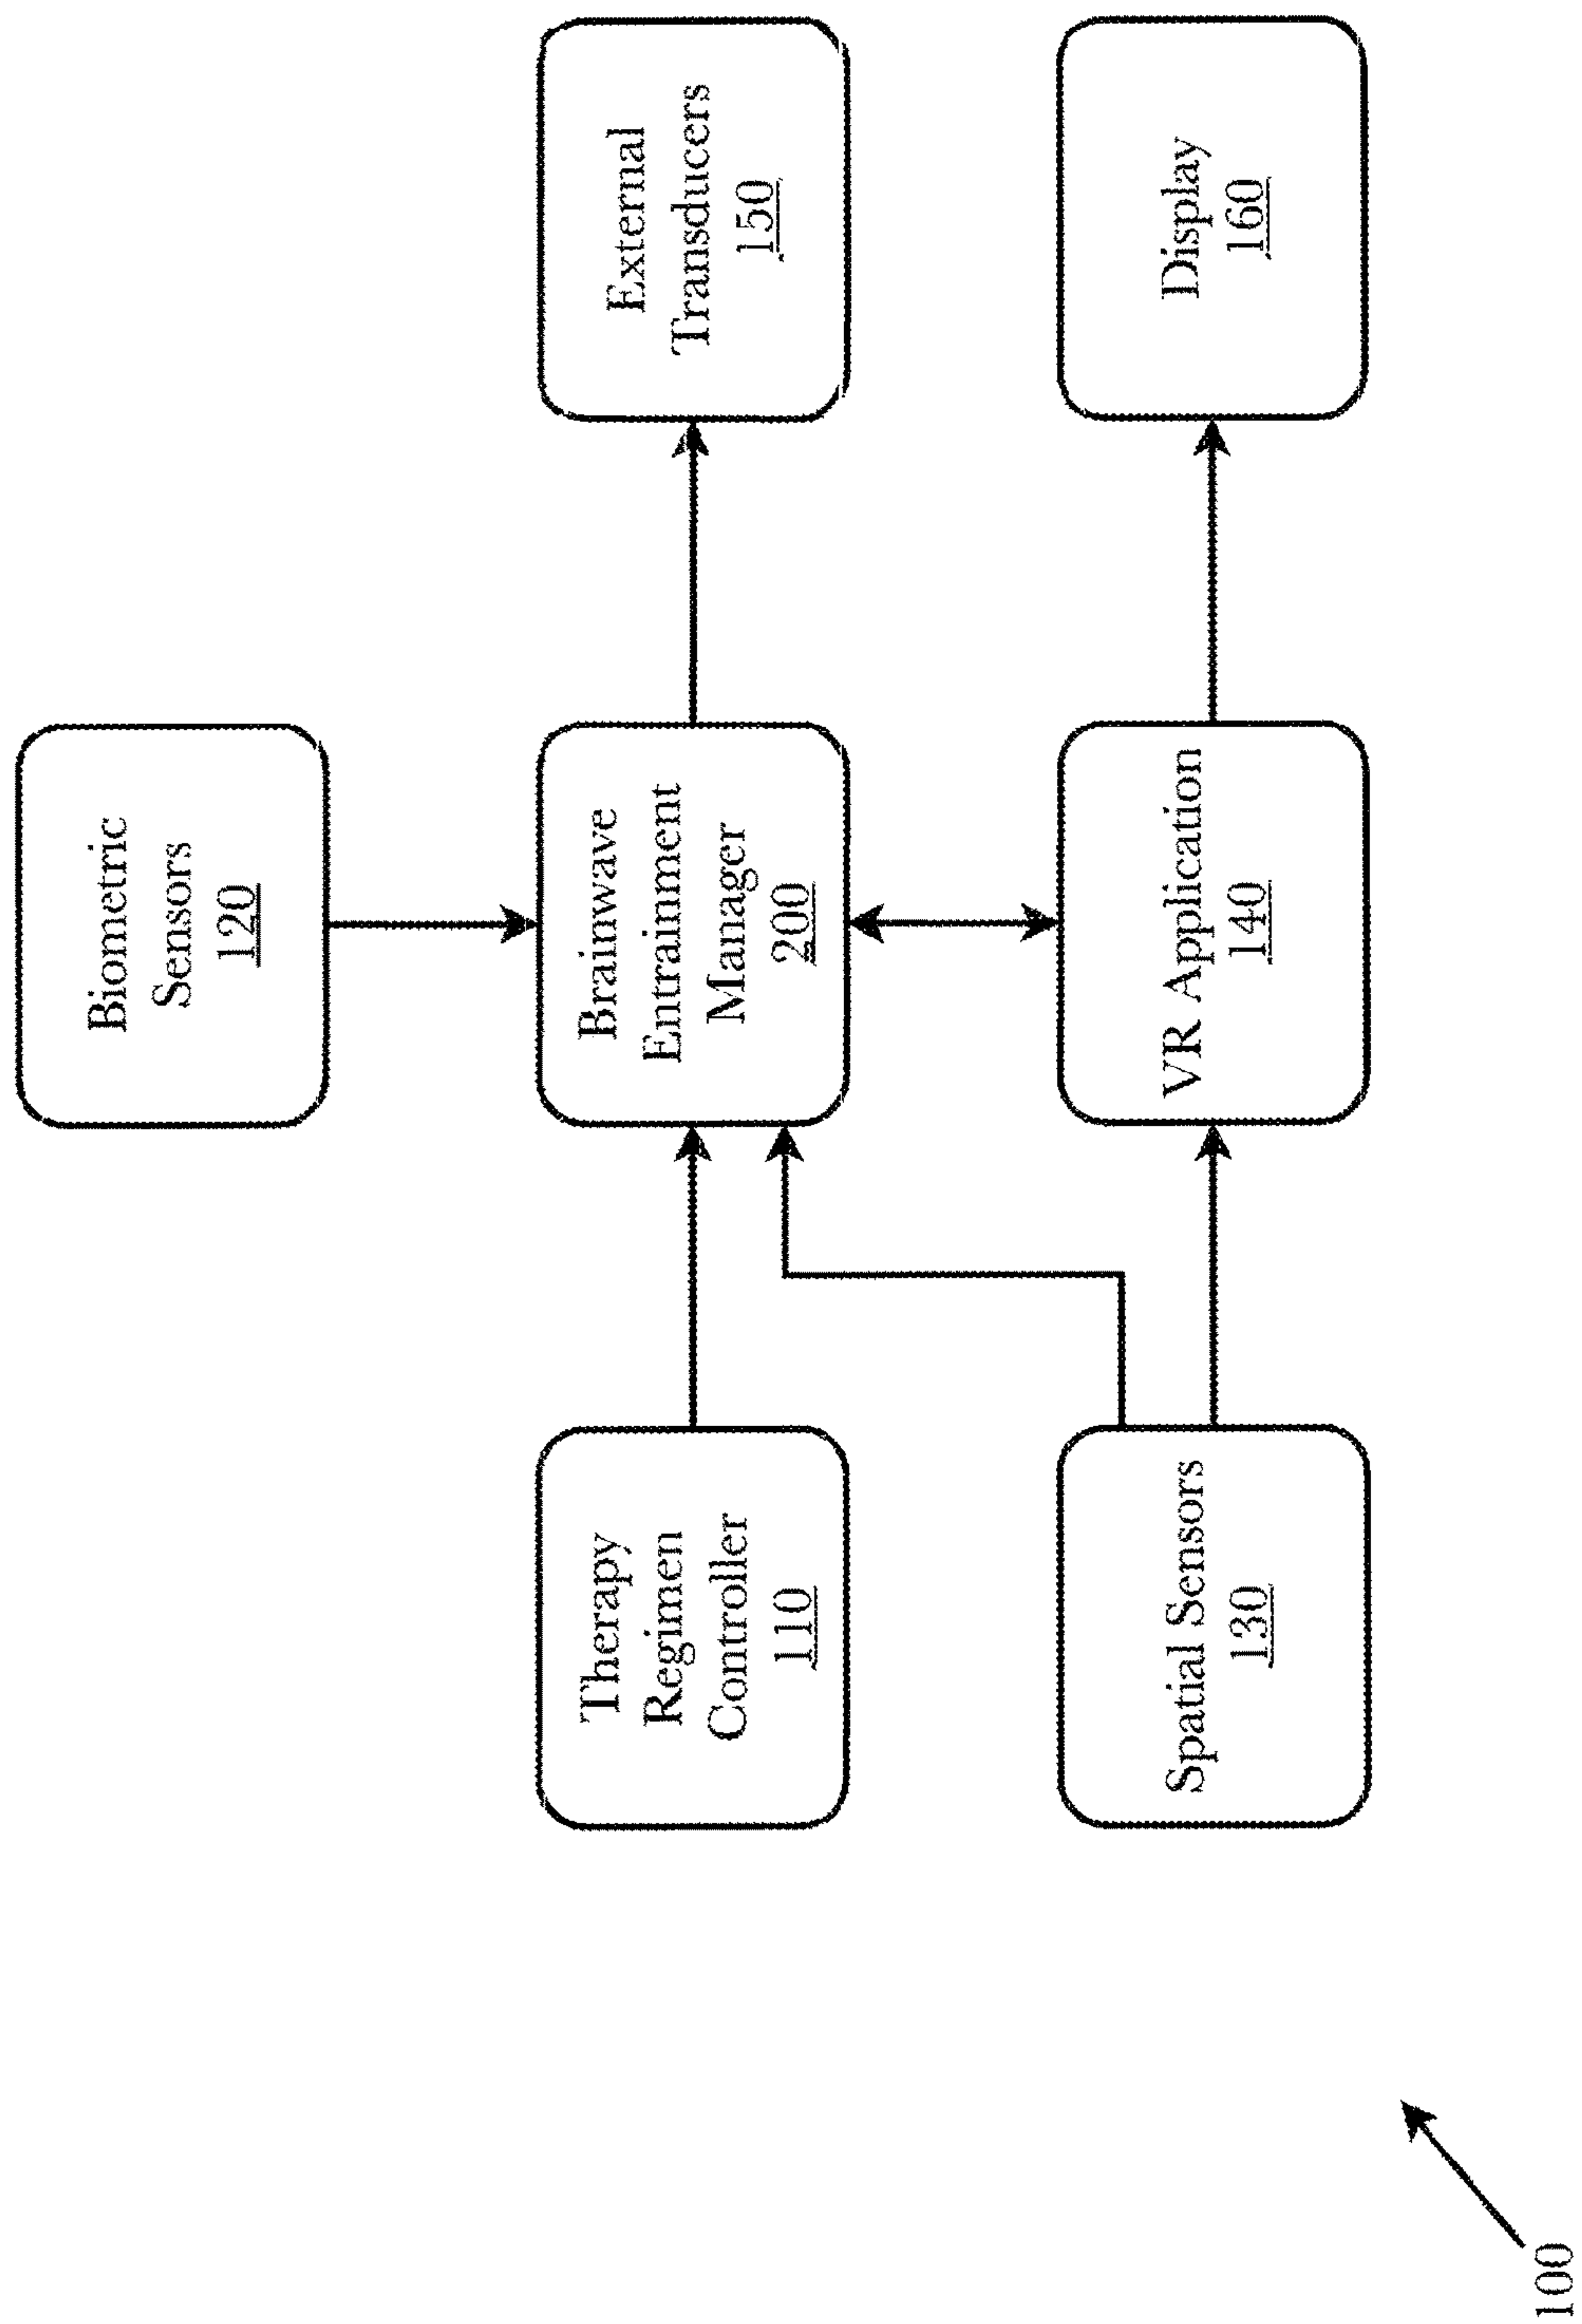 Biometric
Sensors
120
Therapy
Regimen
Controller
110
Brainwave
Entrainment
Manager
200
External
Transducers
150
Spatial Sensors
130
VR Application
140
Display
160
100